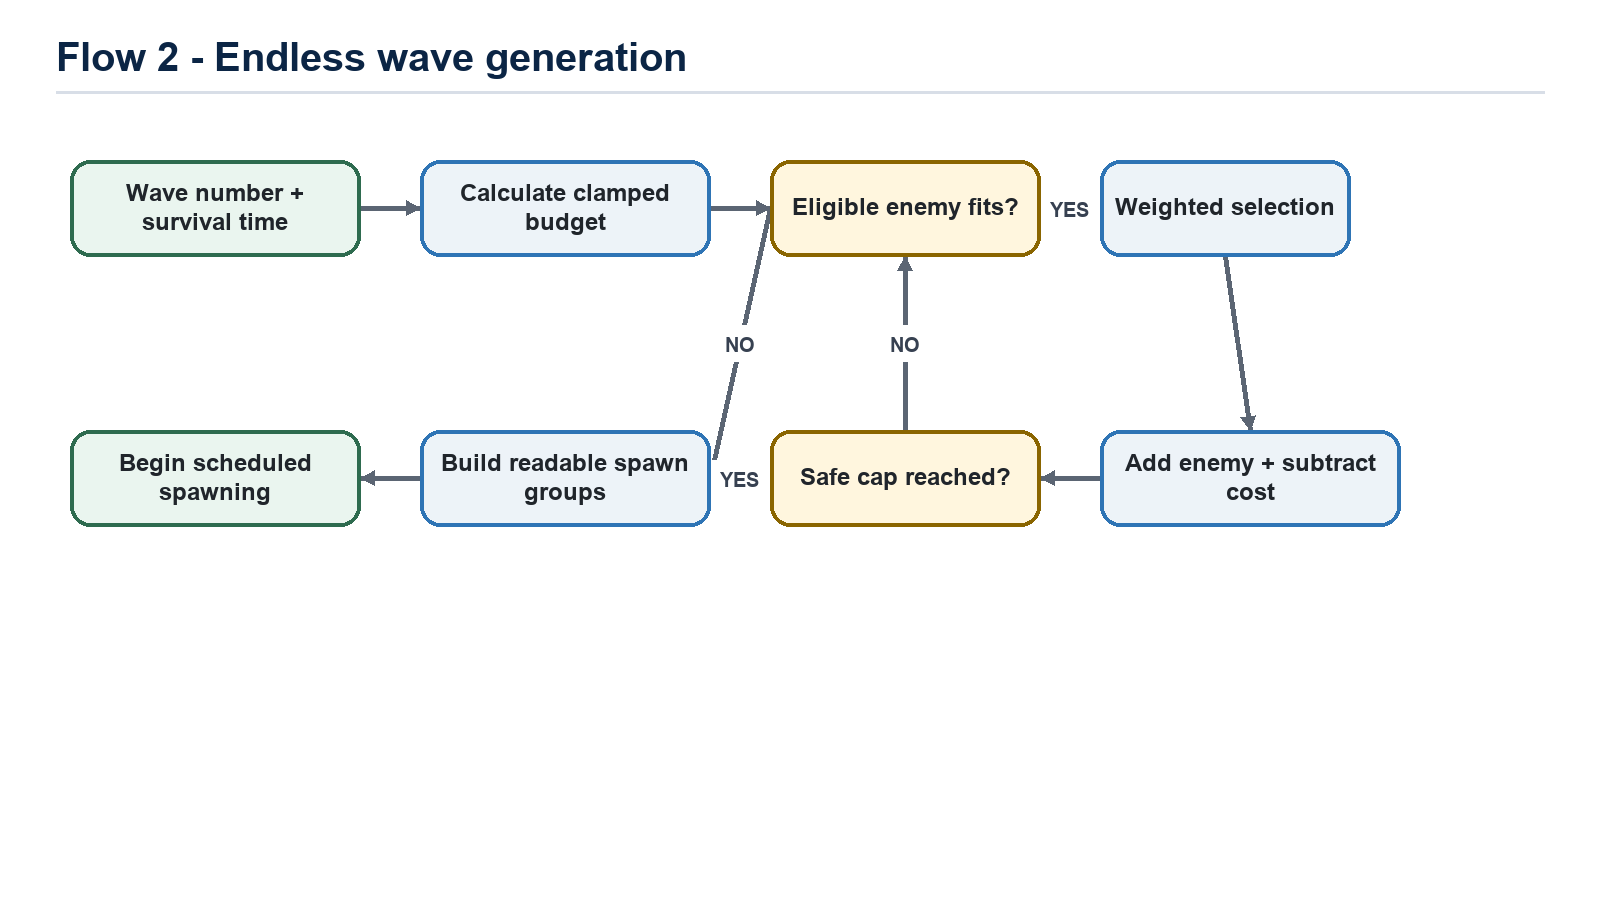 Flow 2 - Endless wave generation
Wave number +
survival time
Calculate clamped
budget
Eligible enemy fits?
YES
Weighted selection
NO
NO
Begin scheduled
spawning
Build readable spawn
groups
YES
Safe cap reached?
Add enemy + subtract
cost